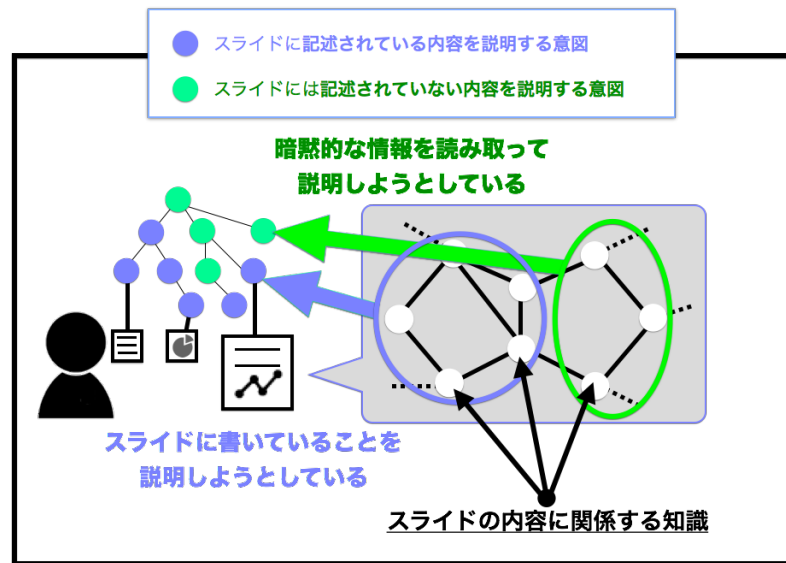 スライドに記述されている内容を説明する意図
スライドには記述されていない内容を説明する意図
暗黙的な情報を読み取って
説明しようとしている
スライドに書いていることを
説明しようとしている
スライドの内容に関係する知識